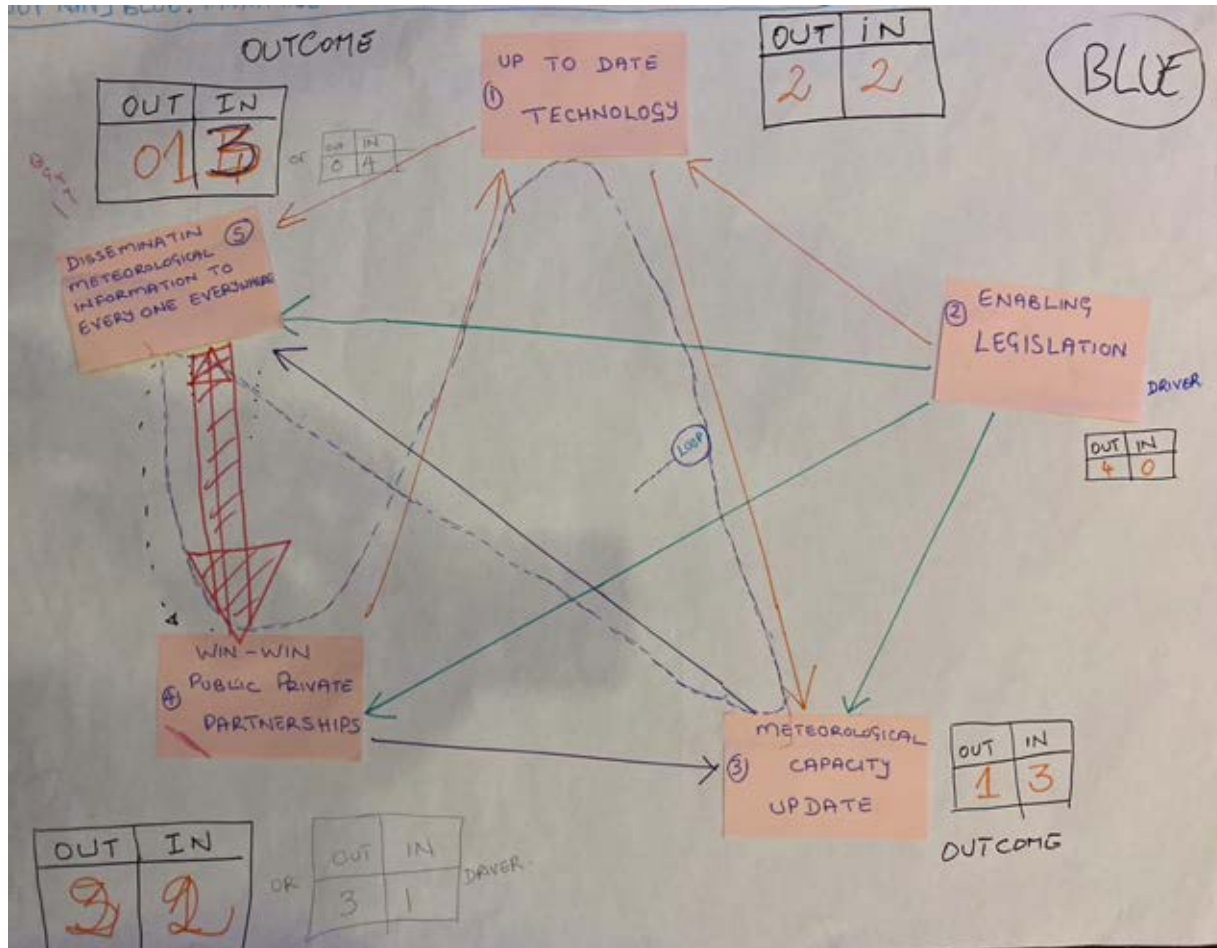 OUTCOME
OUT IN
01 3
or
OUT IN
0 4
UP TO DATE
① TECHNOLOGY
OUT IN
2 2
BLUE
DISSEMINATIN ⑤
METEOROLOGICAL
INFORMATION TO
EVERY ONE EVERYWHERE
② ENABLING
LEGISLATION
DRIVER
OUT IN
4 0
LOOP
WIN-WIN
④ PUBLIC PRIVATE
PARTNERSHIPS
METEOROLOGICAL
③ CAPACITY
UPDATE
OUT IN
1 3
OUTCOME
OUT IN
2
OR
OUT IN
3 1
DRIVER